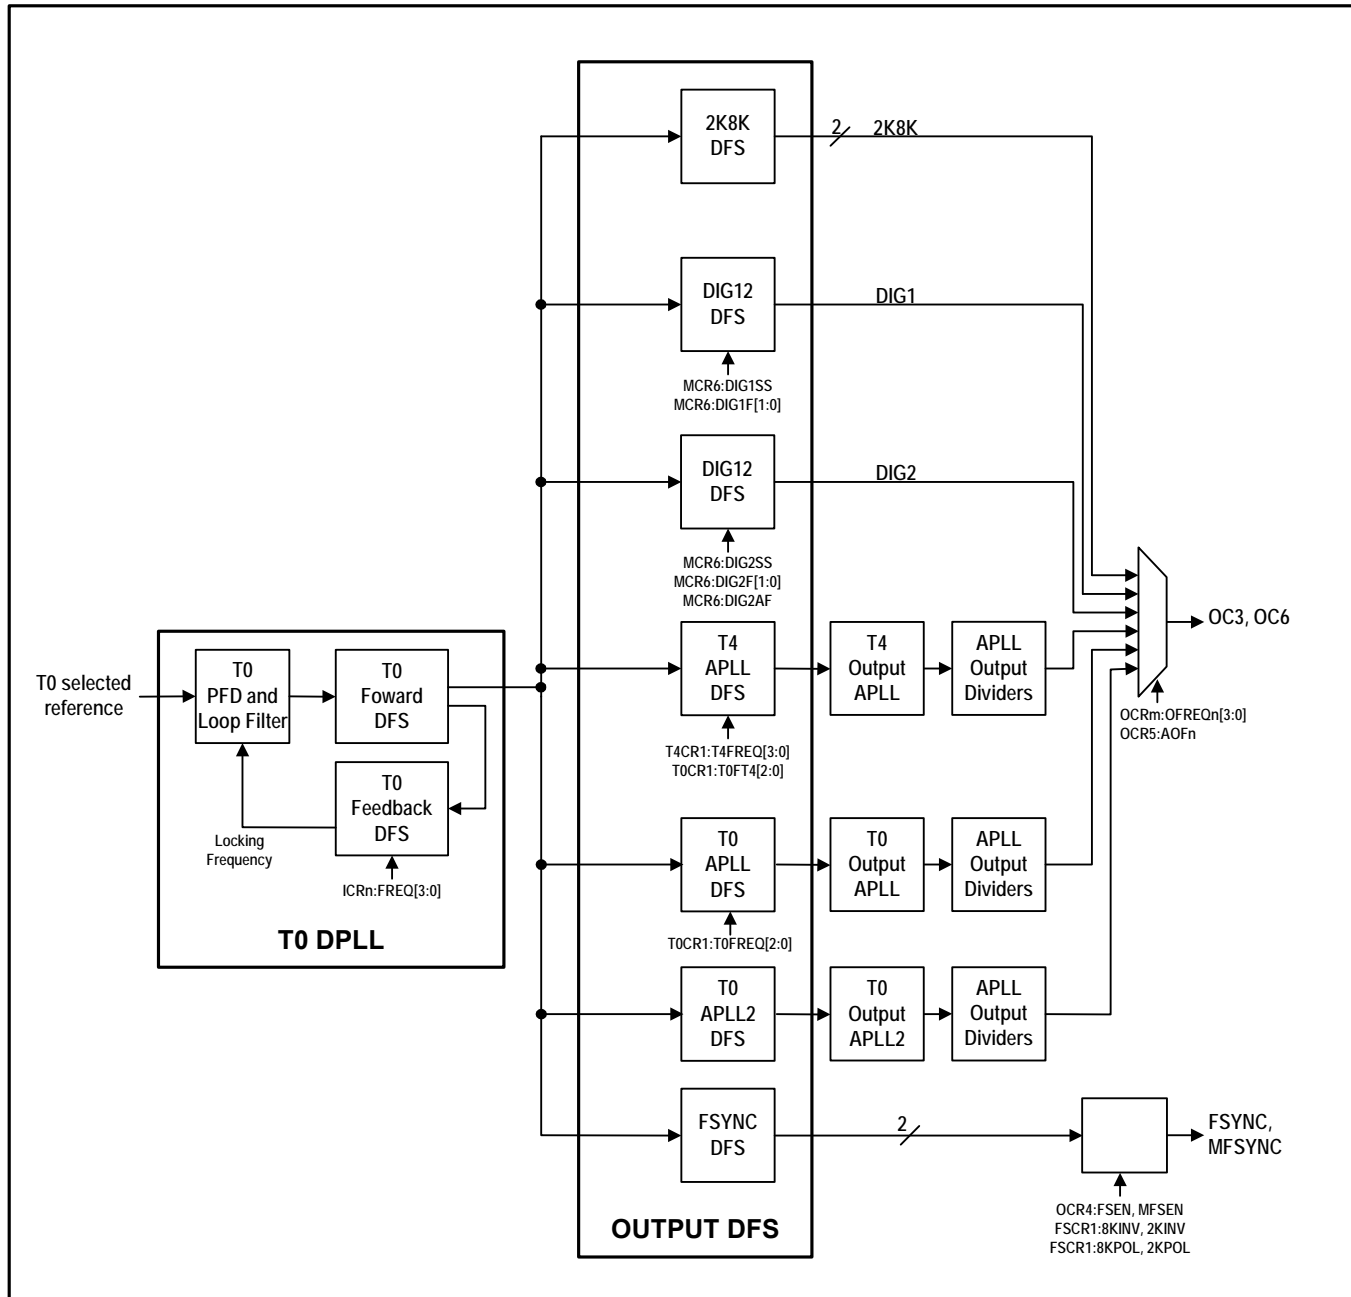 2K8K
DFS
2
2K8K
DIG12
DFS
DIG1
MCR6:DIG1SS
MCR6:DIG1F[1:0]
DIG12
DFS
DIG2
MCR6:DIG2SS
MCR6:DIG2F[1:0]
MCR6:DIG2AF
OC3, OC6
OCRm:OFREQn[3:0]
OCR5:AOFn
T0 selected
reference
T0
PFD and
Loop Filter
T0
Foward
DFS
T0
Feedback
DFS
Locking
Frequency
ICRn:FREQ[3:0]
T0 DPLL
T4
APLL
DFS
T4
Output
APLL
APLL
Output
Dividers
T4CR1:T4FREQ[3:0]
T0CR1:T0FT4[2:0]
T0
APLL
DFS
T0
Output
APLL
APLL
Output
Dividers
T0CR1:T0FREQ[2:0]
T0
APLL2
DFS
T0
Output
APLL2
APLL
Output
Dividers
FSYNC
DFS
2
FSYNC,
MFSYNC
OCR4:FSEN, MFSEN
FSCR1:8KINV, 2KINV
FSCR1:8KPOL, 2KPOL
OUTPUT DFS